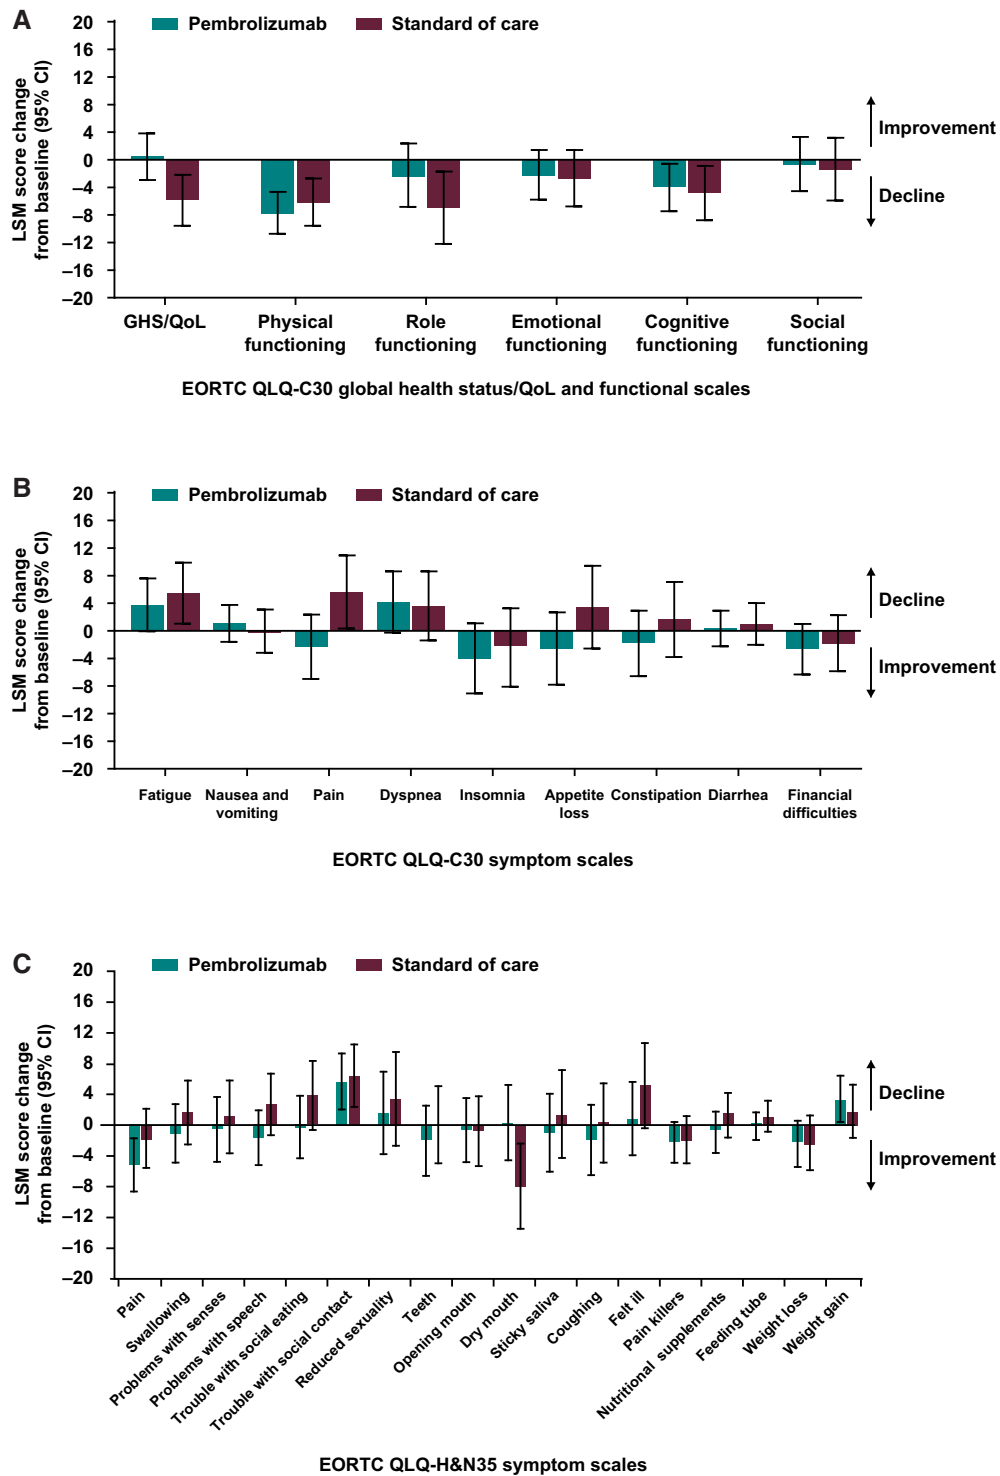 A
Pembrolizumab
Standard of care
LSM score change
from baseline (95% CI)
20
16
12
8
4
0
–4
–8
–12
–16
–20
Improvement
Decline
GHS/QoL
Physical
functioning
Role
functioning
Emotional
functioning
Cognitive
functioning
Social
functioning
EORTC QLQ-C30 global health status/QoL and functional scales
B
Pembrolizumab
Standard of care
LSM score change
from baseline (95% CI)
20
16
12
8
4
0
–4
–8
–12
–16
–20
Decline
Improvement
Fatigue
Nausea and
vomiting
Pain
Dyspnea
Insomnia
Appetite
loss
Constipation
Diarrhea
Financial
difficulties
EORTC QLQ-C30 symptom scales
C
Pembrolizumab
Standard of care
LSM score change
from baseline (95% CI)
20
16
12
8
4
0
–4
–8
–12
–16
–20
Decline
Improvement
Pain
Swallowing
Problems with senses
Problems with speech
Trouble with social eating
Trouble with social contact
Reduced sexuality
Teeth
Opening mouth
Dry mouth
Sticky saliva
Coughing
Felt ill
Pain killers
Nutritional supplements
Feeding tube
Weight loss
Weight gain
EORTC QLQ-H&N35 symptom scales